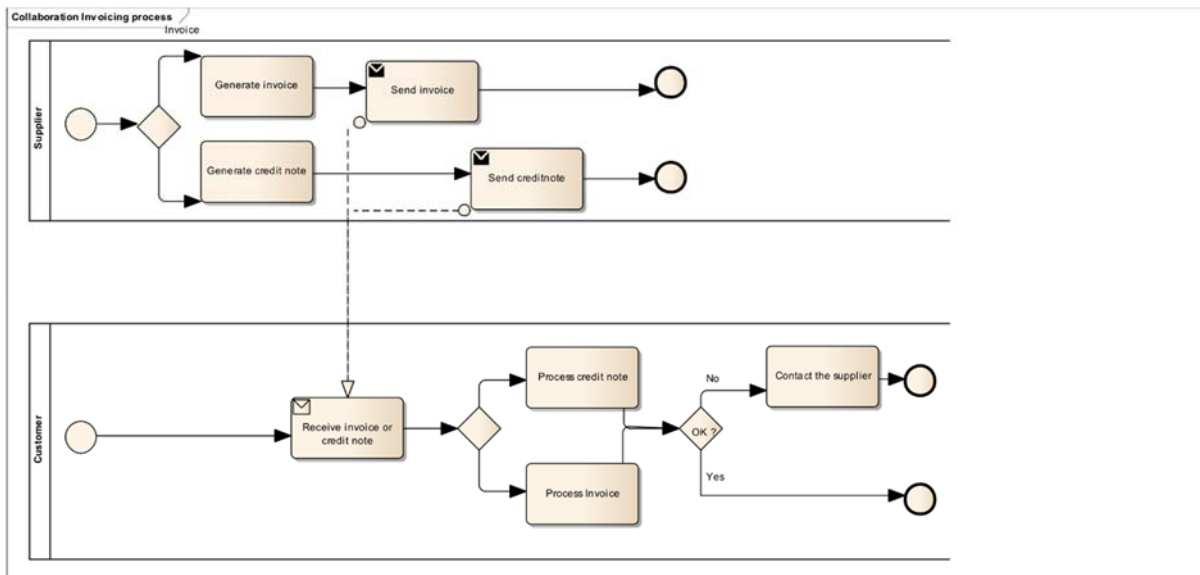 Collaboration Invoicing process
Invoice
Supplier
Generate invoice
Send invoice
Generate credit note
Send creditnote
Customer
Receive invoice or
credit note
Process credit note
Process Invoice
OK ?
No
Contact the supplier
Yes